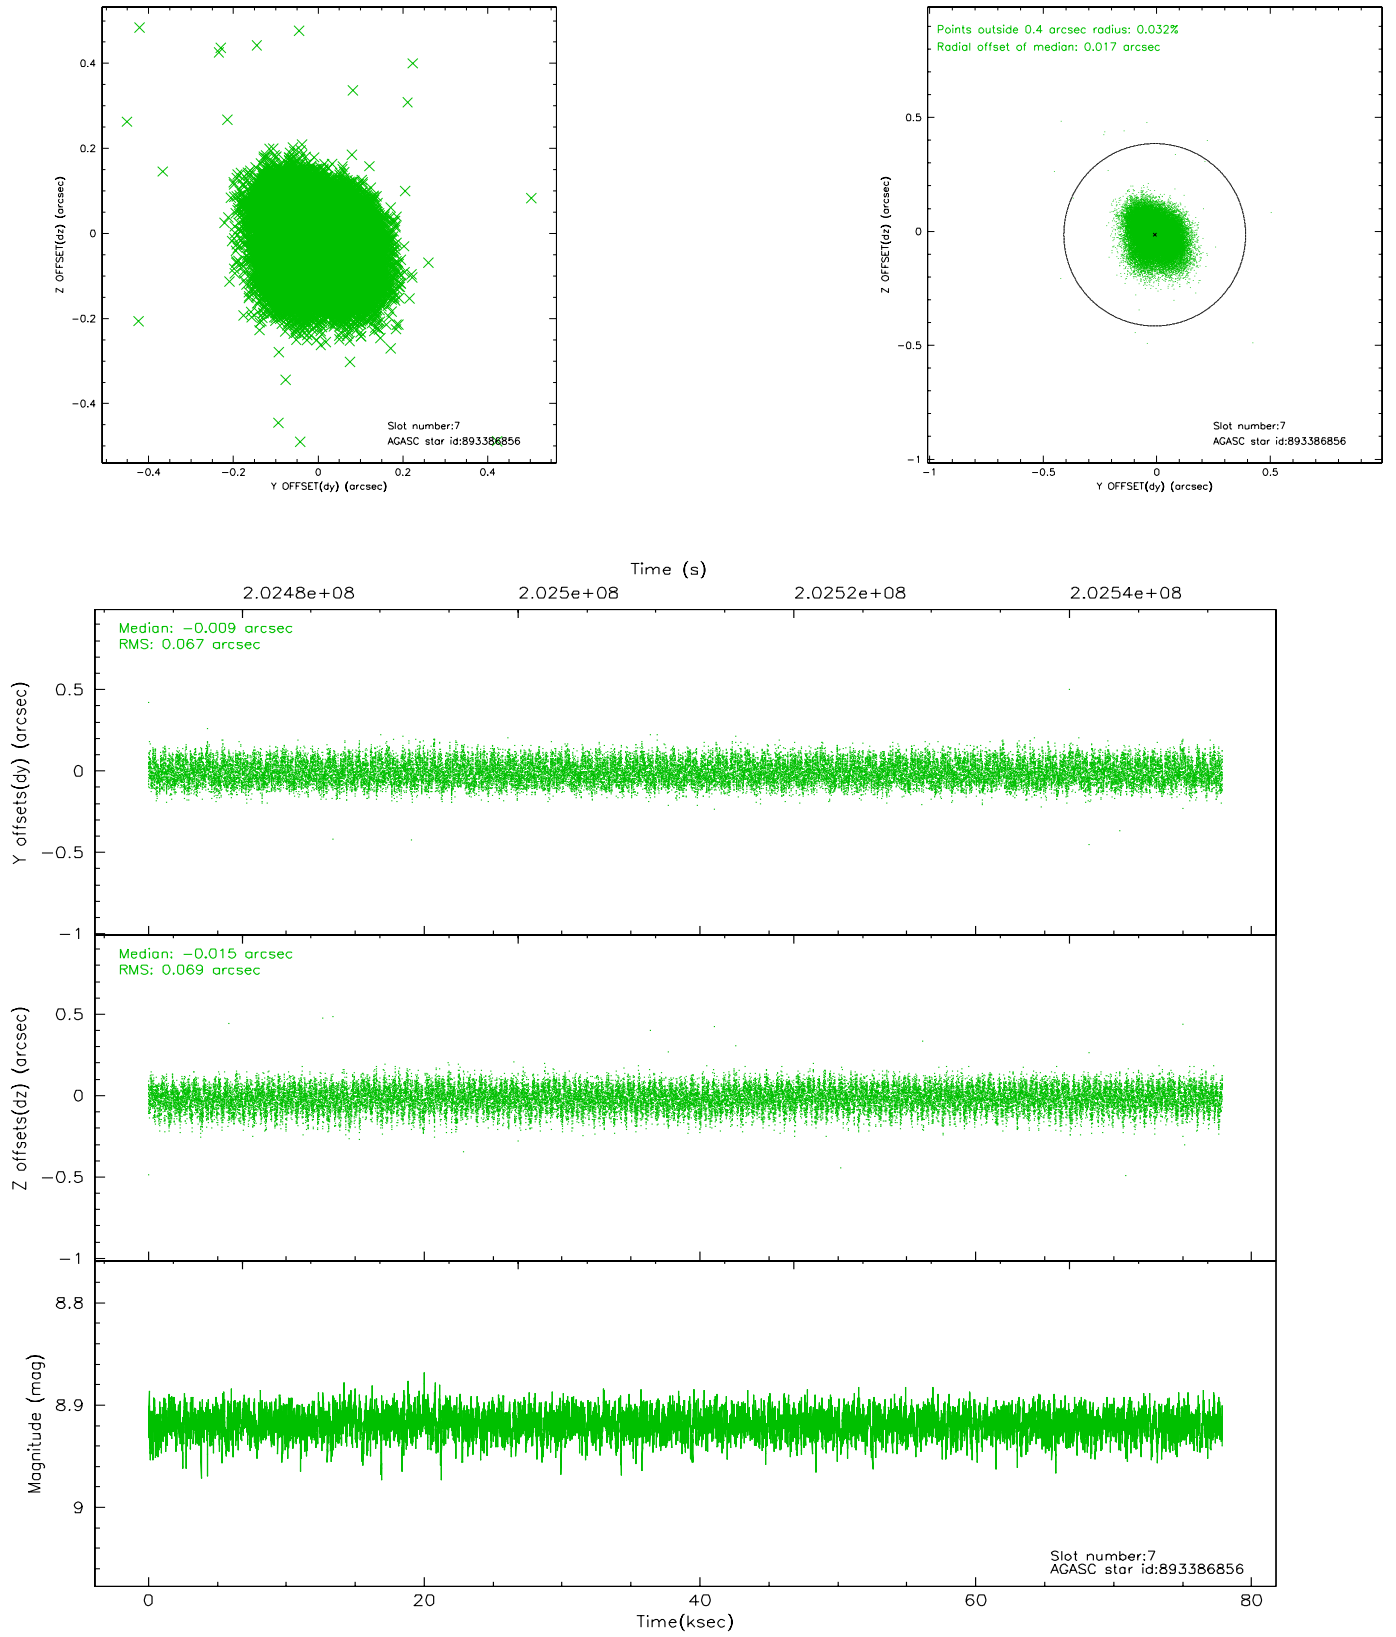 0.4
0.2
0
−0.2
−0.4
−0.4
−0.2
0
0.2
0.4
Z OFFSET(dz) (arcsec)
Y OFFSET(dy) (arcsec)
Slot number:7
AGASC star id:893386856
Points outside 0.4 arcsec radius: 0.032%
Radial offset of median: 0.017 arcsec
0.5
0
−0.5
−1
−1
−0.5
0
0.5
Z OFFSET(dz) (arcsec)
Y OFFSET(dy) (arcsec)
Slot number:7
AGASC star id:893386856
Time (s)
2.0248e+08
2.025e+08
2.0252e+08
2.0254e+08
Median: −0.009 arcsec
RMS: 0.067 arcsec
0.5
0
−0.5
−1
Y offsets(dy) (arcsec)
Median: −0.015 arcsec
RMS: 0.069 arcsec
0.5
0
−0.5
−1
Z offsets(dz) (arcsec)
8.8
8.9
9
Magnitude (mag)
Slot number:7
AGASC star id:893386856
0
20
40
60
80
Time(ksec)